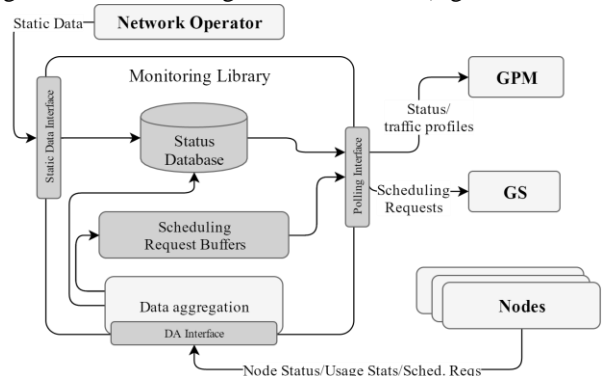 Static Data
Network Operator
Monitoring Library
GPM
Static Data Interface
Status
Database
Polling Interface
Status/
traffic profiles
Scheduling
Requests
GS
Scheduling
Request Buffers
Data aggregation
DA Interface
Nodes
Node Status/Usage Stats/Sched. Reqs